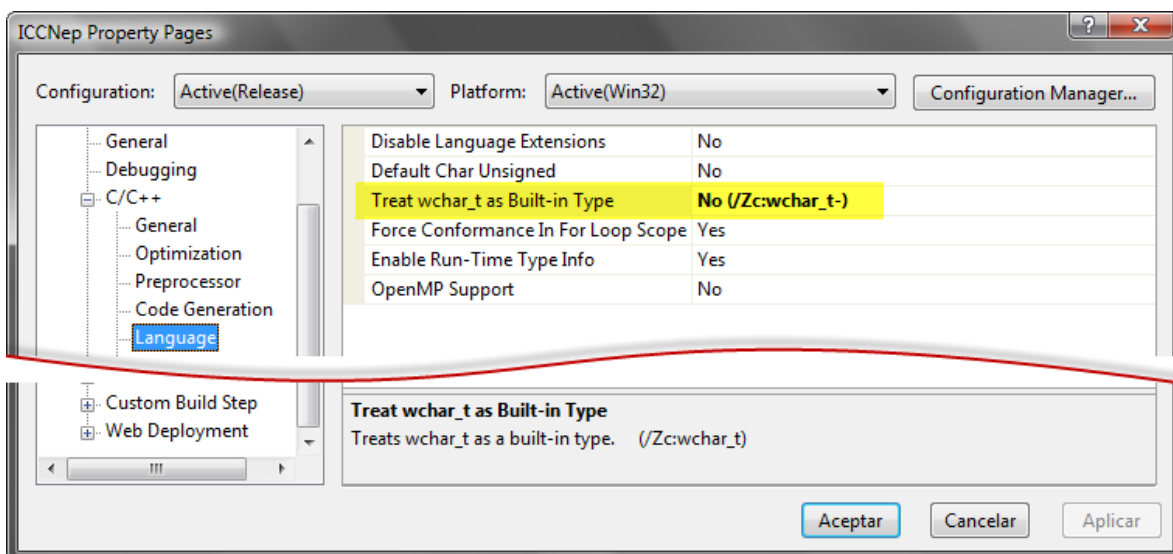 ICCNep Property Pages
Configuration: Active(Release) Platform: Active(Win32) Configuration Manager...
General
Debugging
C/C++
General
Optimization
Preprocessor
Code Generation
Language
Custom Build Step
Web Deployment
Disable Language Extensions No
Default Char Unsigned No
Treat wchar_t as Built-in Type No (/Zc:wchar_t-)
Force Conformance In For Loop Scope Yes
Enable Run-Time Type Info Yes
OpenMP Support No
Treat wchar_t as Built-in Type
Treats wchar_t as a built-in type. (/Zc:wchar_t)
Aceptar Cancelar Aplicar